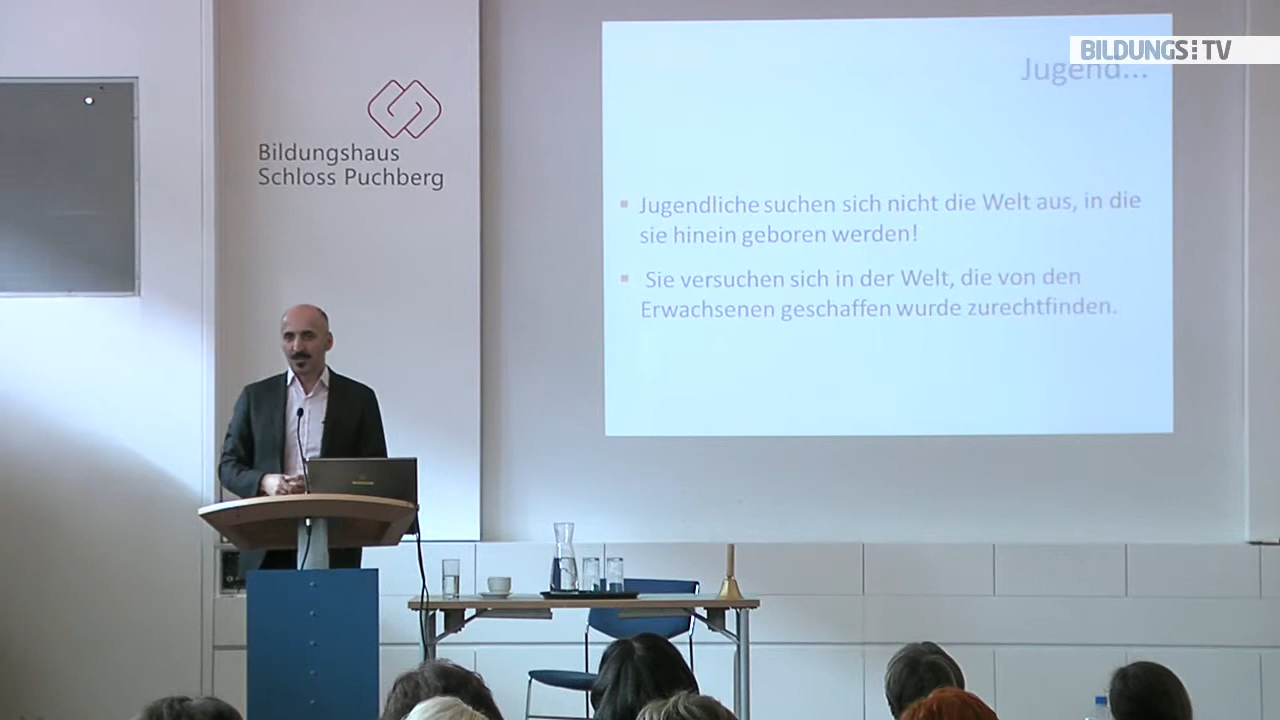 BILDUNGS:TV
Jugend...
Bildungshaus
Schloss Puchberg
Jugendliche suchen sich nicht die Welt aus, in die
sie hinein geboren werden!
Sie versuchen sich in der Welt, die von den
Erwachsenen geschaffen wurde zurechtfinden.